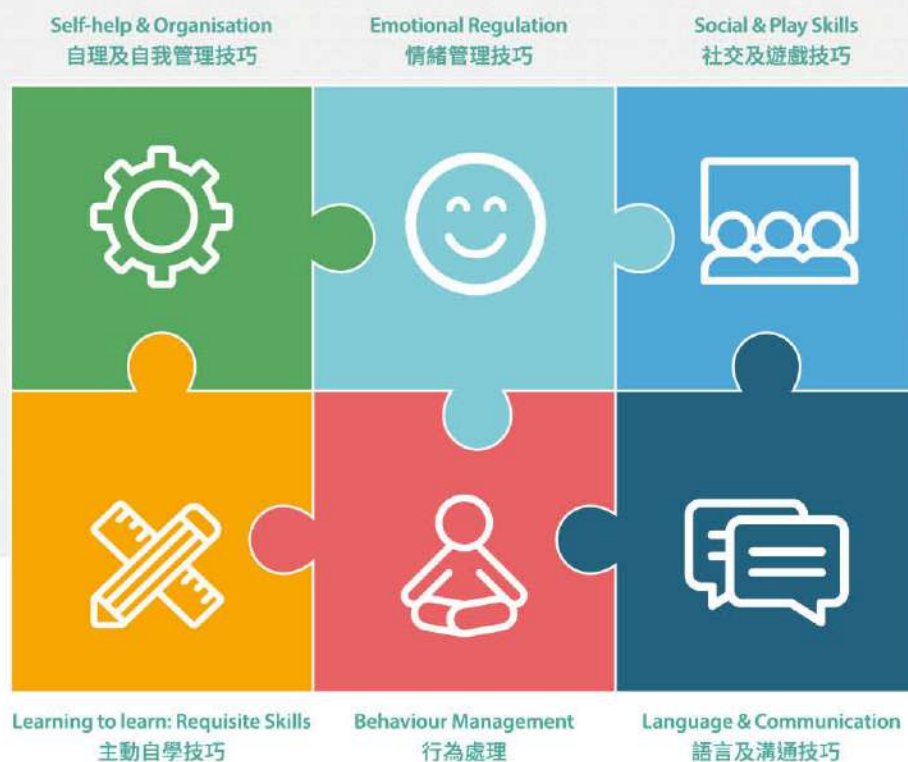 Self-help & Organisation
自理及自我管理技巧
Emotional Regulation
情緒管理技巧
Social & Play Skills
社交及遊戲技巧
Learning to learn: Requisite Skills
主動自學技巧
Behaviour Management
行為處理
Language & Communication
語言及溝通技巧